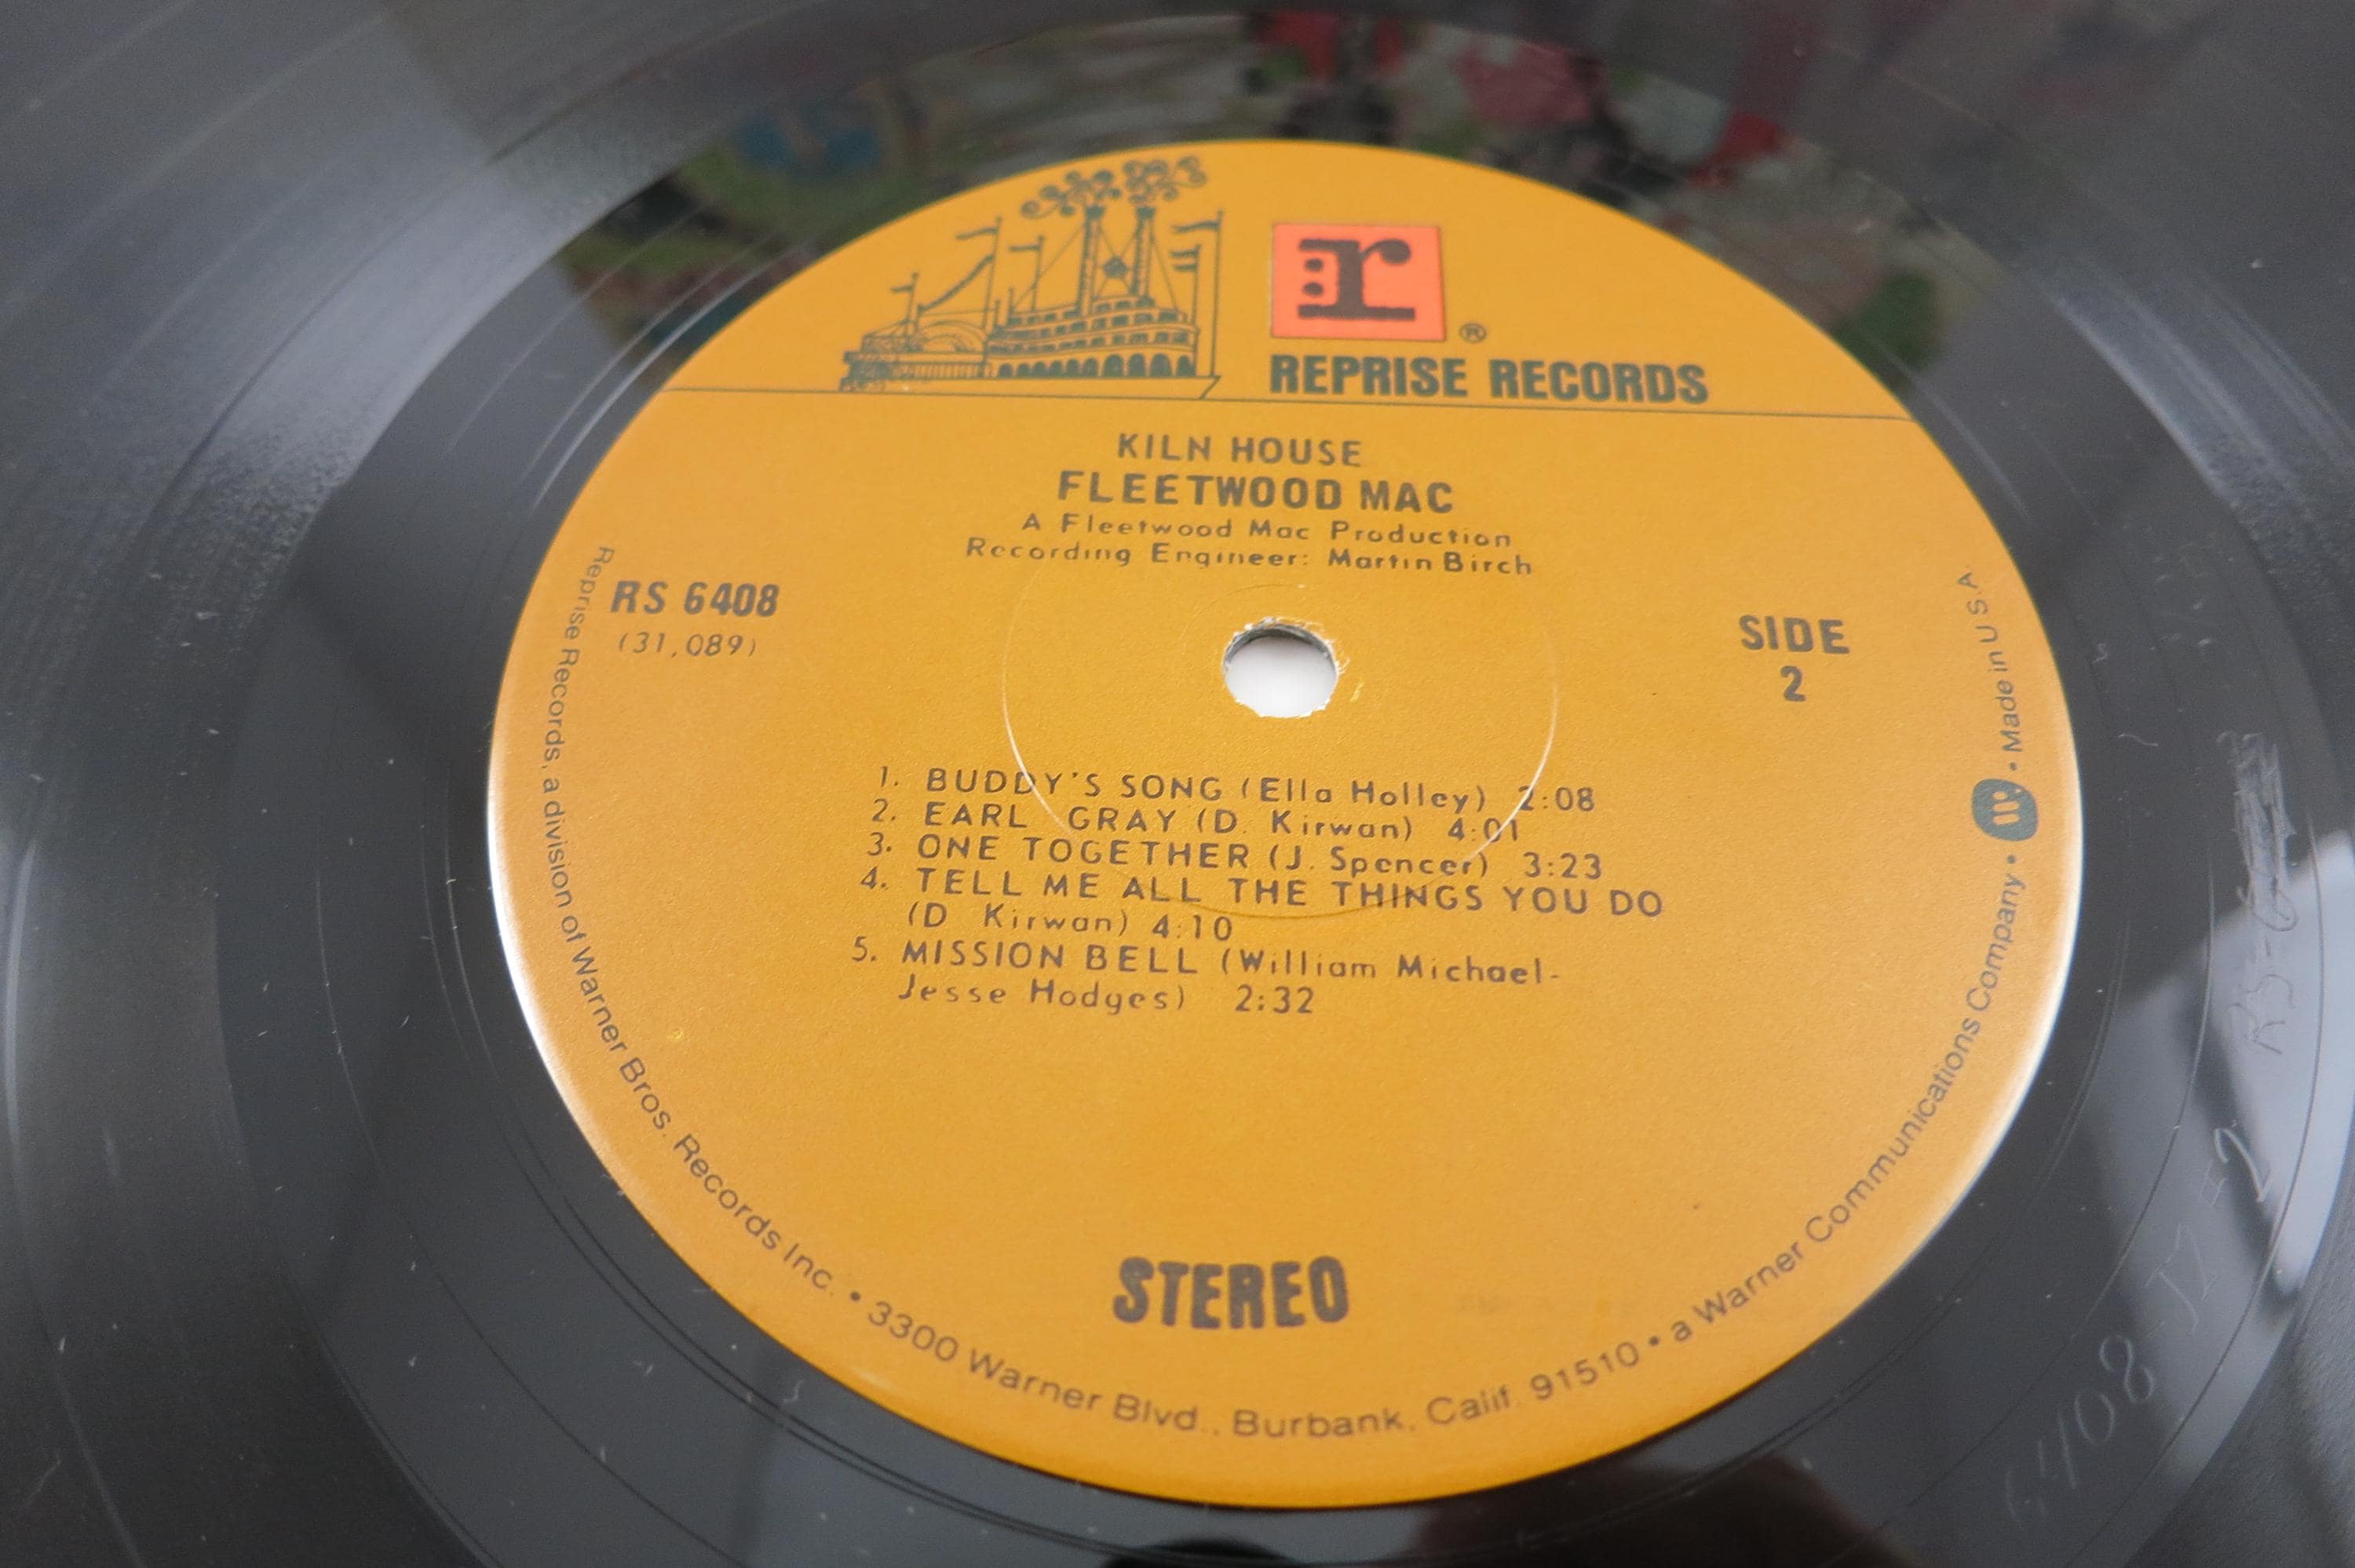 r ®
REPRISE RECORDS
KILN HOUSE
FLEETWOOD MAC
A Fleetwood Mac Production
Recording Engineer: Martin Birch
RS 6408
(31,089)
SIDE
2
1. BUDDY'S SONG (Ella Holley) 2:08
2. EARL GRAY (D. Kirwan) 4:01
3. ONE TOGETHER (J. Spencer) 3:23
4. TELL ME ALL THE THINGS YOU DO
(D Kirwan) 4:10
5. MISSION BELL (William Michael-
Jesse Hodges) 2:32
STEREO
Reprise Records, a division of Warner Bros. Records Inc. • 3300 Warner Blvd., Burbank, Calif. 91510 • a Warner Communications Company • W • Made in U.S.A.